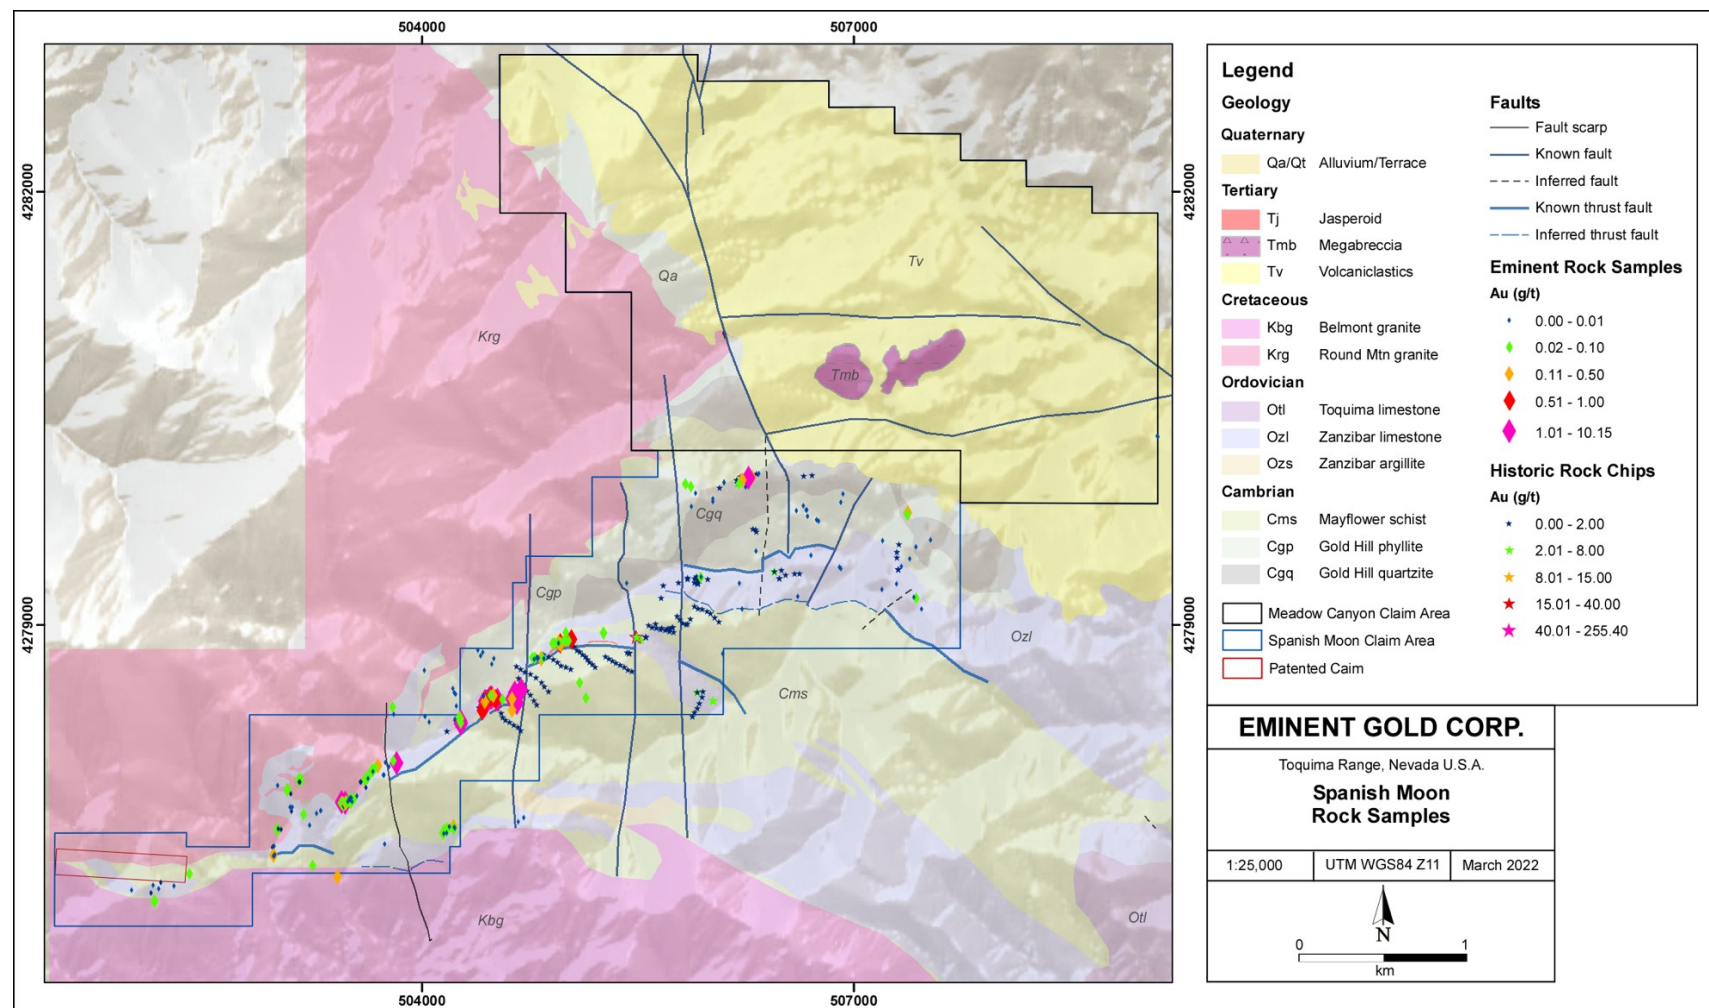 504000
507000
4282000
4282000
4279000
4279000
504000
507000
Qa
Tv
Krg
Tmb
Cgq
Cgp
Ozl
Cms
Kbg
Otl
Legend
Geology
Quaternary
Qa/Qt Alluvium/Terrace
Tertiary
Tj Jasperoid
Tmb Megabreccia
Tv Volcaniclastics
Cretaceous
Kbg Belmont granite
Krg Round Mtn granite
Ordovician
Otl Toquima limestone
Ozl Zanzibar limestone
Ozs Zanzibar argillite
Cambrian
Cms Mayflower schist
Cgp Gold Hill phyllite
Cgq Gold Hill quartzite
Meadow Canyon Claim Area
Spanish Moon Claim Area
Patented Caim
Faults
Fault scarp
Known fault
Inferred fault
Known thrust fault
Inferred thrust fault
Eminent Rock Samples
Au (g/t)
0.00 - 0.01
0.02 - 0.10
0.11 - 0.50
0.51 - 1.00
1.01 - 10.15
Historic Rock Chips
Au (g/t)
0.00 - 2.00
2.01 - 8.00
8.01 - 15.00
15.01 - 40.00
40.01 - 255.40
EMINENT GOLD CORP.
Toquima Range, Nevada U.S.A.
Spanish Moon
Rock Samples
1:25,000
UTM WGS84 Z11
March 2022
N
0 1
km